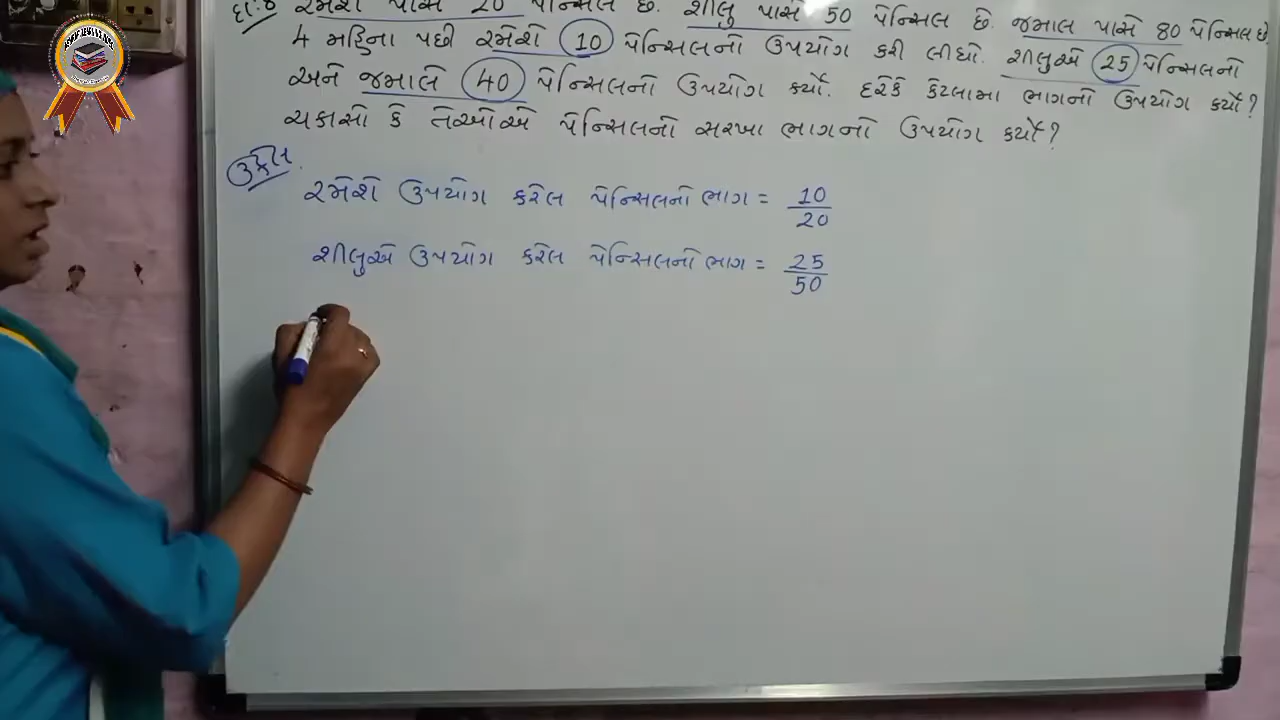 દા:8 રમેશ પાસે 20 પેન્સિલ છે. શીલુ પાસે 50 પેન્સિલ છે. જમાલ પાસે 80 પેન્સિલ છે
4 મહિના પછી રમેશે 10 પેન્સિલનો ઉપયોગ કરી લીધો. શીલુએ 25 પેન્સિલનો
અને જમાલે 40 પેન્સિલનો ઉપયોગ કર્યો. દરેકે કેટલામા ભાગનો ઉપયોગ કર્યો?
ચકાસો કે તેઓએ પેન્સિલનો સરખા ભાગનો ઉપયોગ કર્યો?
ઉકેલ.
રમેશે ઉપયોગ કરેલ પેન્સિલનો ભાગ = 10/20
શીલુએ ઉપયોગ કરેલ પેન્સિલનો ભાગ = 25/50